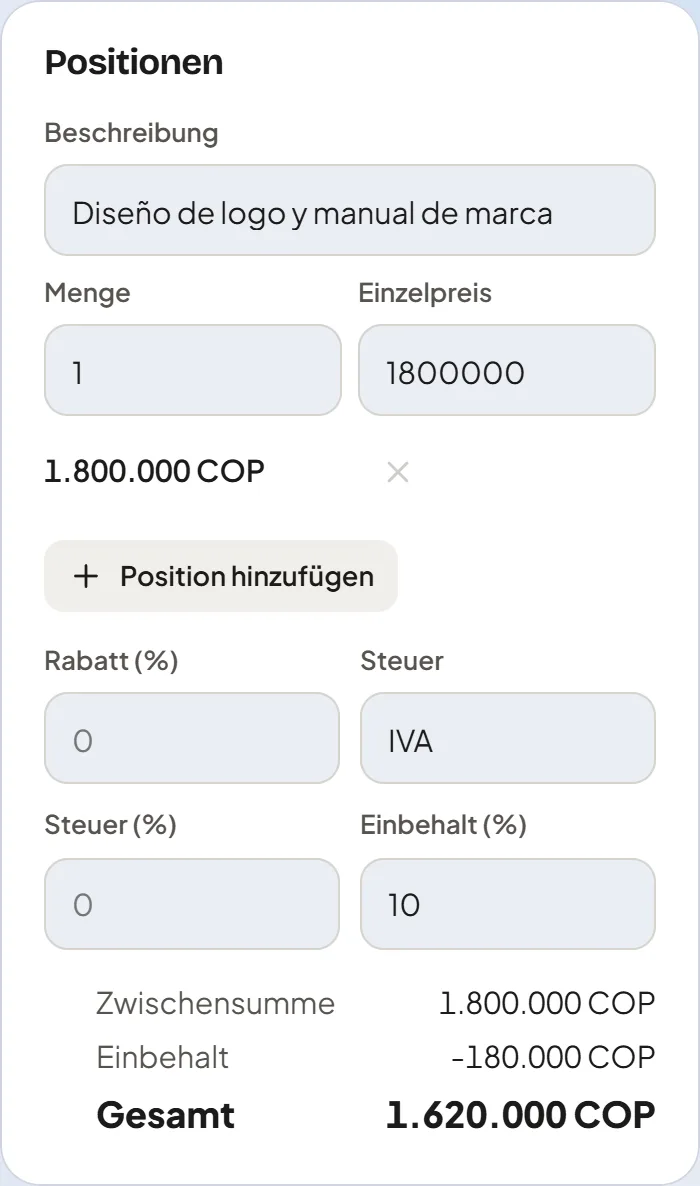 Positionen
Beschreibung
Diseño de logo y manual de marca
Menge Einzelpreis
1 1800000
1.800.000 COP ×
+ Position hinzufügen
Rabatt (%) Steuer
0 IVA
Steuer (%) Einbehalt (%)
0 10
Zwischensumme 1.800.000 COP
Einbehalt -180.000 COP
Gesamt 1.620.000 COP